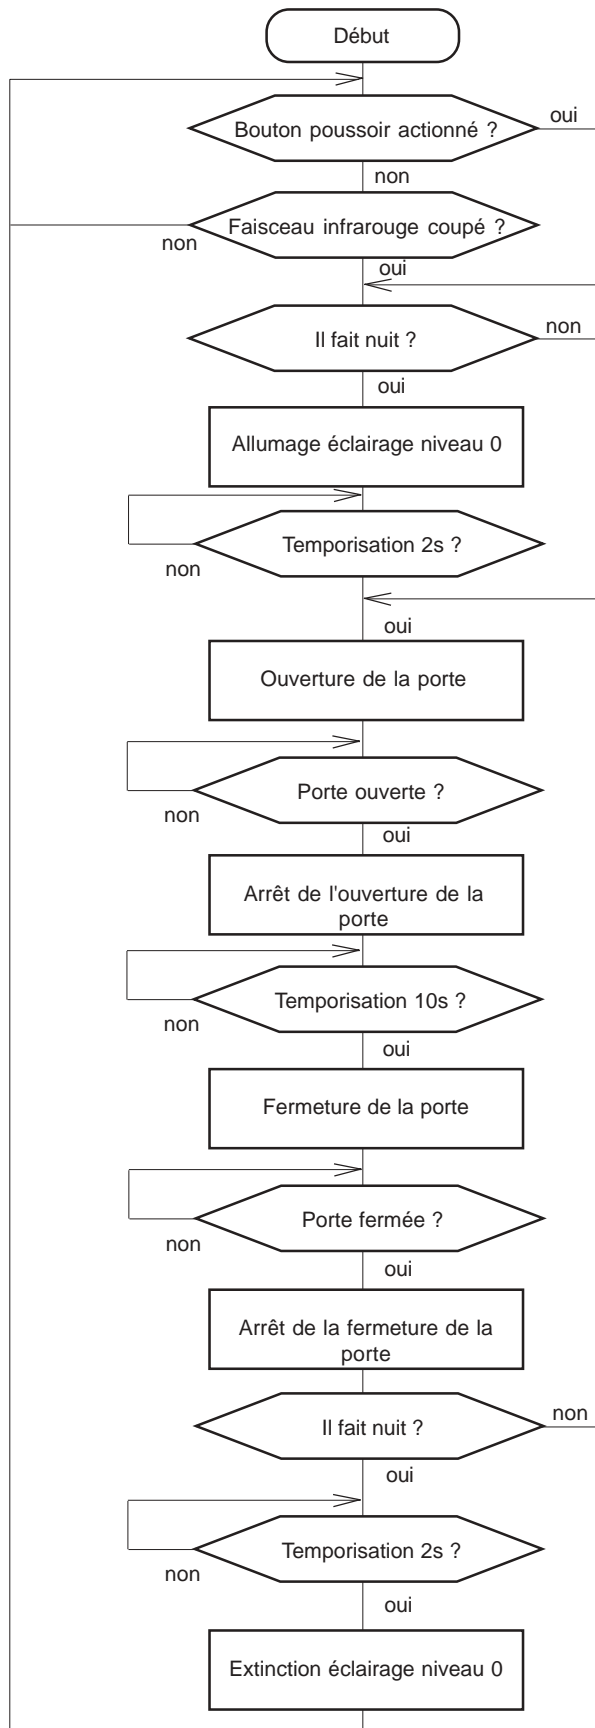 Début
Bouton poussoir actionné ?
oui
non
Faisceau infrarouge coupé ?
non
oui
Il fait nuit ?
non
oui
Allumage éclairage niveau 0
Temporisation 2s ?
non
oui
Ouverture de la porte
Porte ouverte ?
non
oui
Arrêt de l'ouverture de la
porte
Temporisation 10s ?
non
oui
Fermeture de la porte
Porte fermée ?
non
oui
Arrêt de la fermeture de la
porte
Il fait nuit ?
non
oui
Temporisation 2s ?
non
oui
Extinction éclairage niveau 0